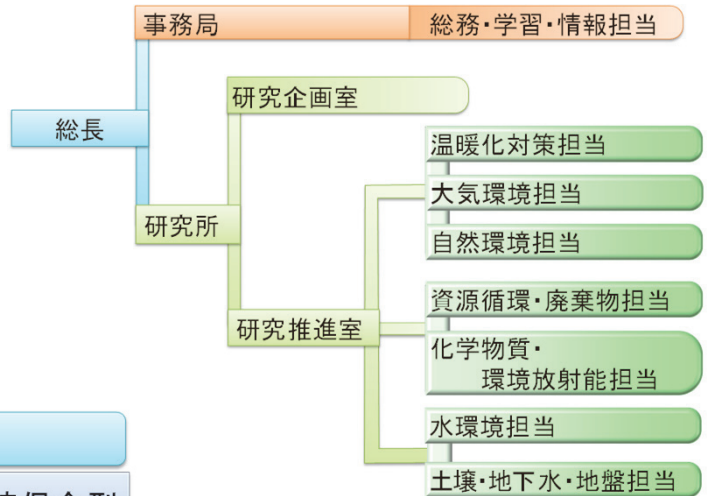 事務局
総務・学習・情報担当
研究企画室
総長
温暖化対策担当
大気環境担当
研究所
自然環境担当
資源循環・廃棄物担当
研究推進室
化学物質・
環境放射能担当
水環境担当
土壌・地下水・地盤担当